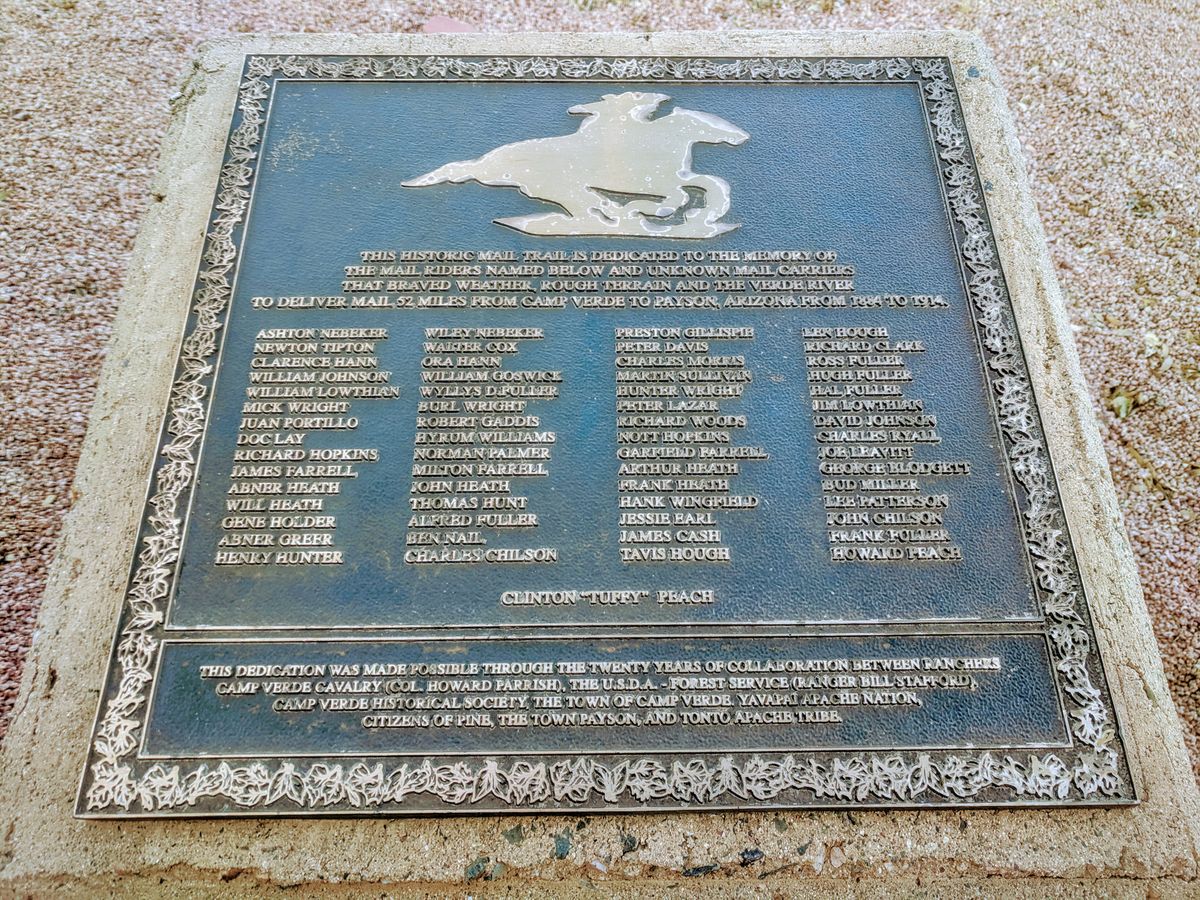 THIS HISTORIC MAIL TRAIL IS DEDICATED TO THE MEMORY OF
THE MAIL RIDERS NAMED BELOW AND UNKNOWN MAIL CARRIERS
THAT BRAVED WEATHER, ROUGH TERRAIN AND THE VERDE RIVER
TO DELIVER MAIL 52 MILES FROM CAMP VERDE TO PAYSON, ARIZONA FROM 1884 TO 1914.
ASHTON NEBEKER
NEWTON TIPTON
CLARENCE HANN
WILLIAM JOHNSON
WILLIAM LOWTHIAN
MICK WRIGHT
JUAN PORTILLO
DOC LAY
RICHARD HOPKINS
JAMES FARRELL
ABNER HEATH
WILL HEATH
GENE HOLDER
ABNER GREER
HENRY HUNTER
WILEY NEBEKER
WALTER COX
ORA HANN
WILLIAM GOSWICK
WYLLYS D.FULLER
BURL WRIGHT
ROBERT GADDIS
HYRUM WILLIAMS
NORMAN PALMER
MILTON FARRELL
JOHN HEATH
THOMAS HUNT
ALFRED FULLER
BEN NAIL
CHARLES CHILSON
PRESTON GILLISPIE
PETER DAVIS
CHARLES MORRIS
MARTIN SULLIVAN
HUNTER WRIGHT
PETER LAZAR
RICHARD WOODS
NOTT HOPKINS
GARFIELD FARRELL
ARTHUR HEATH
FRANK HEATH
HANK WINGFIELD
JESSIE EARL
JAMES CASH
TAVIS HOUGH
LEN HOUGH
RICHARD CLARK
ROSS FULLER
HUGH FULLER
HAL FULLER
JIM LOWTHIAN
DAVID JOHNSON
CHARLES RYALL
JOE LEAVITT
GEORGE BLODGETT
BUD MILLER
LEE PATTERSON
JOHN CHILSON
FRANK FULLER
HOWARD PEACH
CLINTON "TUFFY" PEACH
THIS DEDICATION WAS MADE POSSIBLE THROUGH THE TWENTY YEARS OF COLLABORATION BETWEEN RANCHERS
CAMP VERDE CAVALRY (COL. HOWARD PARRISH), THE U.S.D.A. - FOREST SERVICE (RANGER BILL STAFFORD),
CAMP VERDE HISTORICAL SOCIETY, THE TOWN OF CAMP VERDE, YAVAPAI APACHE NATION,
CITIZENS OF PINE, THE TOWN PAYSON, AND TONTO APACHE TRIBE.